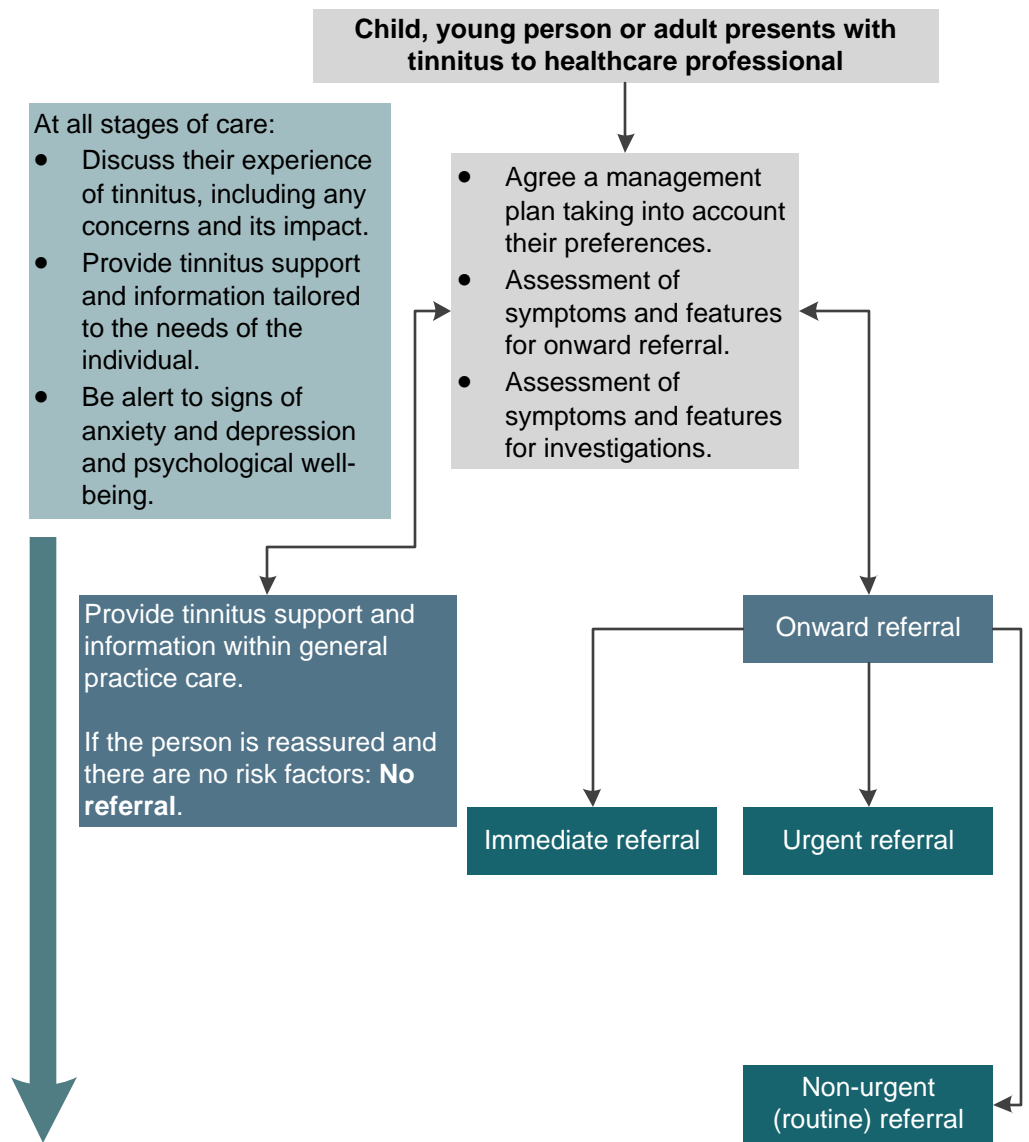 Child, young person or adult presents with
tinnitus to healthcare professional
At all stages of care:
• Discuss their experience
of tinnitus, including any
concerns and its impact.
• Provide tinnitus support
and information tailored
to the needs of the
individual.
• Be alert to signs of
anxiety and depression
and psychological well-
being.
• Agree a management
plan taking into account
their preferences.
• Assessment of
symptoms and features
for onward referral.
• Assessment of
symptoms and features
for investigations.
Provide tinnitus support and
information within general
practice care.
If the person is reassured and
there are no risk factors: No
referral.
Onward referral
Immediate referral
Urgent referral
Non-urgent
(routine) referral